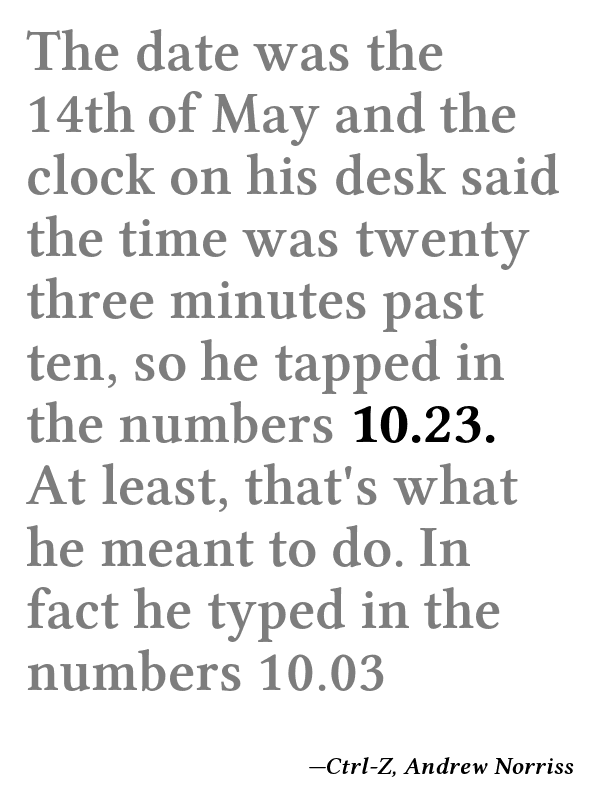 The date was the
14th of May and the
clock on his desk said
the time was twenty
three minutes past
ten, so he tapped in
the numbers 10.23.
At least, that's what
he meant to do. In
fact he typed in the
numbers 10.03
—Ctrl-Z, Andrew Norriss